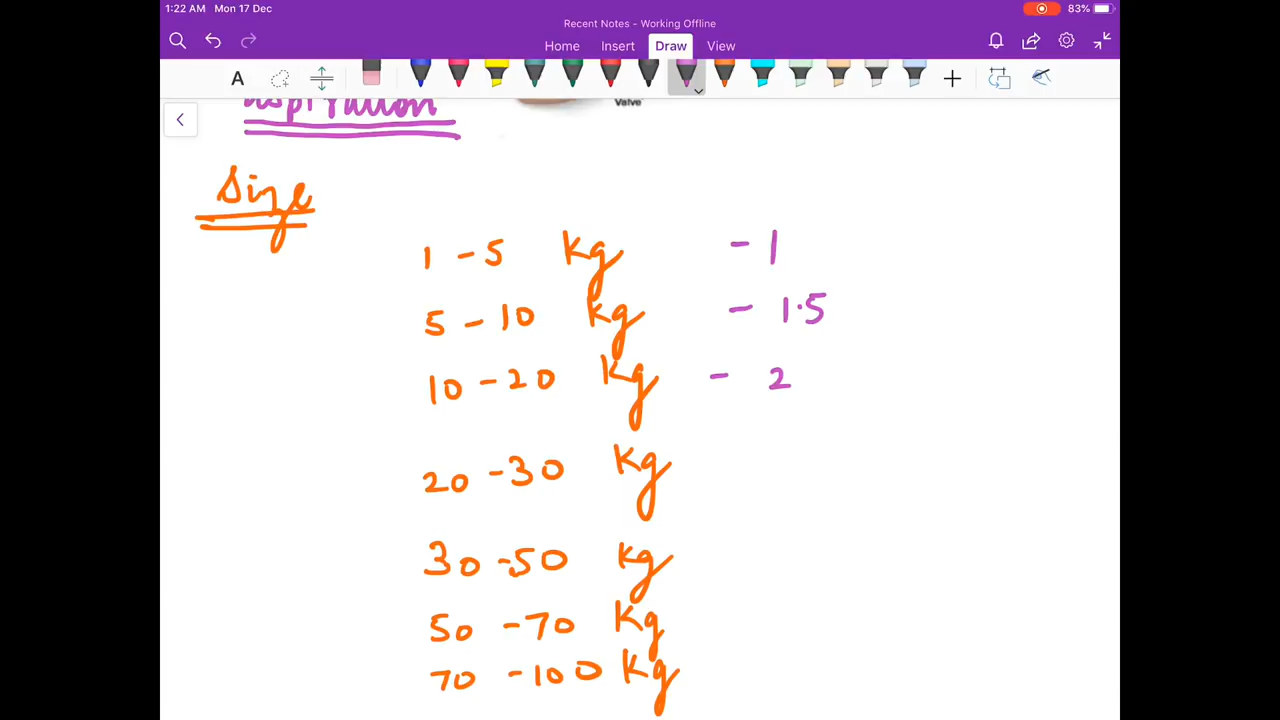 1:22 AM Mon 17 Dec 83%
Recent Notes - Working Offline
Home Insert Draw View
A
Valve
Size
1 - 5 kg - 1
5 - 10 kg - 1.5
10 - 20 kg - 2
20 - 30 kg
30 - 50 kg
50 - 70 kg
70 - 100 kg